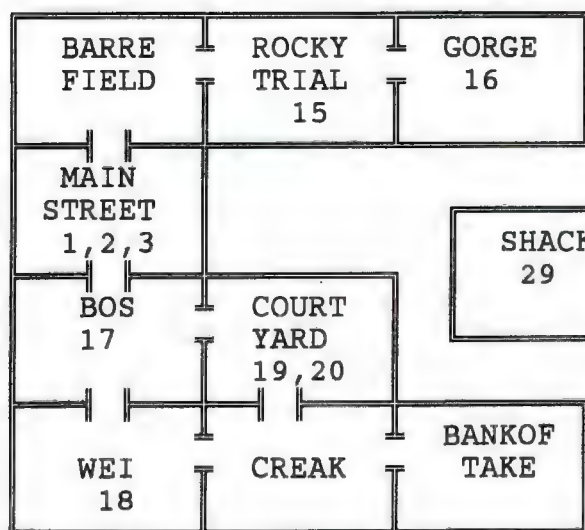 BARRE
FIELD
ROCKY
TRIAL
15
GORGE
16
MAIN
STREET
1,2,3
SHACK
29
BOS
17
COURT
YARD
19,20
WEI
18
CREAK
BANKOF
TAKE